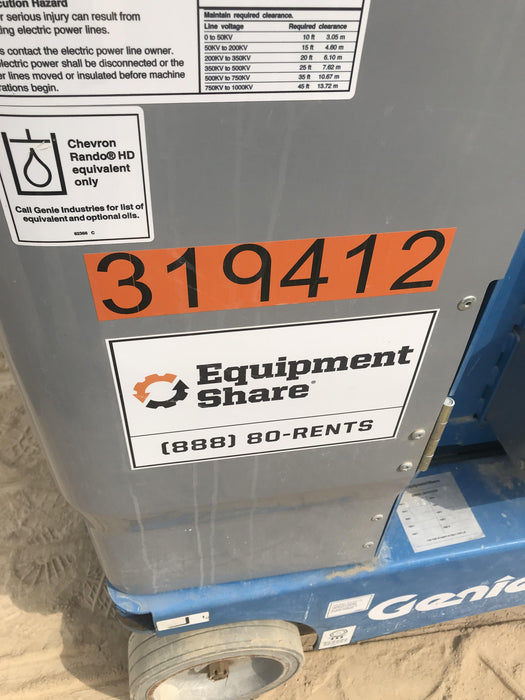 cution Hazard
r serious injury can result from
ing electric power lines.
s contact the electric power line owner.
lectric power shall be disconnected or the
er lines moved or insulated before machine
rations begin.
Maintain required clearance.
Line voltage Required clearance
0 to 50KV 10 ft 3.05 m
50KV to 200KV 15 ft 4.60 m
200KV to 350KV 20 ft 6.10 m
350KV to 500KV 25 ft 7.62 m
500KV to 750KV 35 ft 10.67 m
750KV to 1000KV 45 ft 13.72 m
Chevron
Rando® HD
equivalent
only
Call Genie Industries for list of
equivalent and optional oils.
82366 C
319412
Equipment
Share
(888) 80-RENTS
Genie